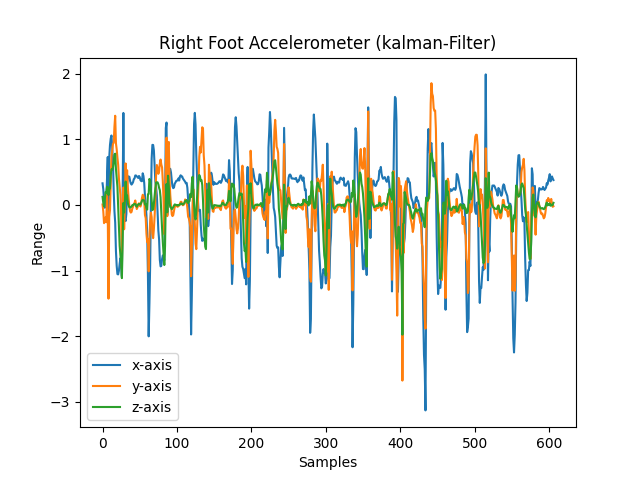 Right Foot Accelerometer (kalman-Filter)
2
1
0
−1
−2
−3
Range
x-axis
y-axis
z-axis
0 100 200 300 400 500 600
Samples